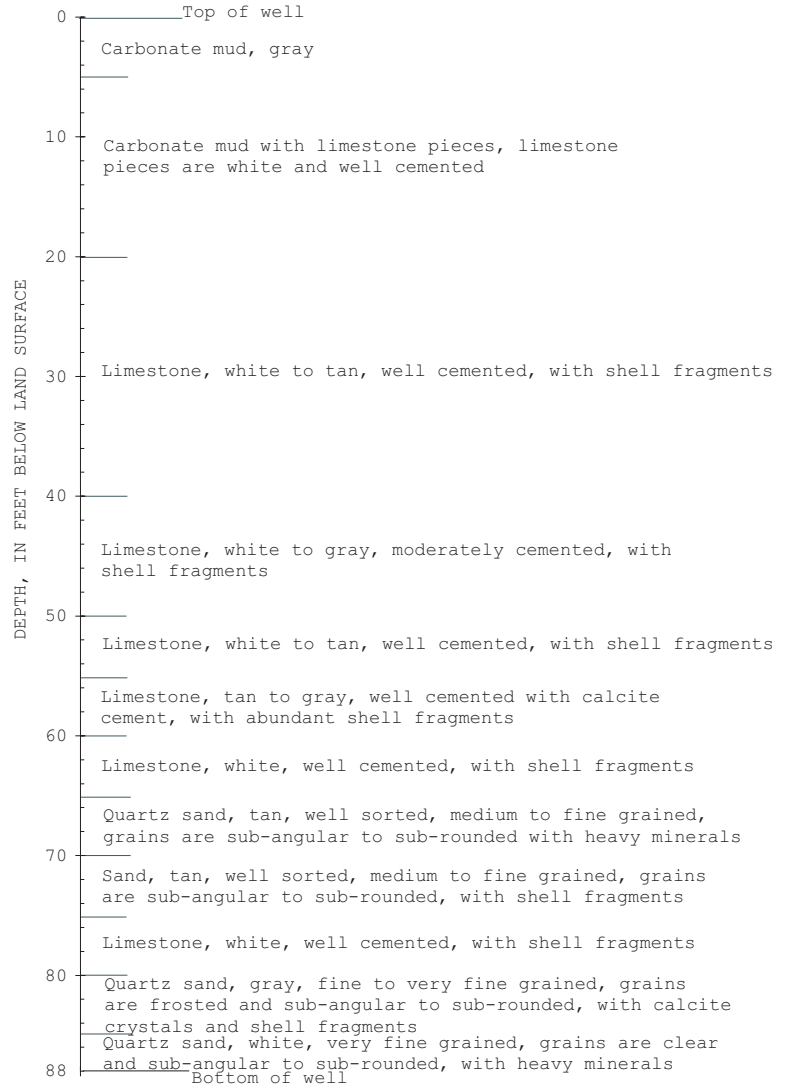 0
Top of well
Carbonate mud, gray
10
Carbonate mud with limestone pieces, limestone
pieces are white and well cemented
20
DEPTH, IN FEET BELOW LAND SURFACE
30
Limestone, white to tan, well cemented, with shell fragments
40
Limestone, white to gray, moderately cemented, with
shell fragments
50
Limestone, white to tan, well cemented, with shell fragments
Limestone, tan to gray, well cemented with calcite
cement, with abundant shell fragments
60
Limestone, white, well cemented, with shell fragments
Quartz sand, tan, well sorted, medium to fine grained,
grains are sub-angular to sub-rounded with heavy minerals
70
Sand, tan, well sorted, medium to fine grained, grains
are sub-angular to sub-rounded, with shell fragments
Limestone, white, well cemented, with shell fragments
80
Quartz sand, gray, fine to very fine grained, grains
are frosted and sub-angular to sub-rounded, with calcite
crystals and shell fragments
Quartz sand, white, very fine grained, grains are clear
and sub-angular to sub-rounded, with heavy minerals
88
Bottom of well